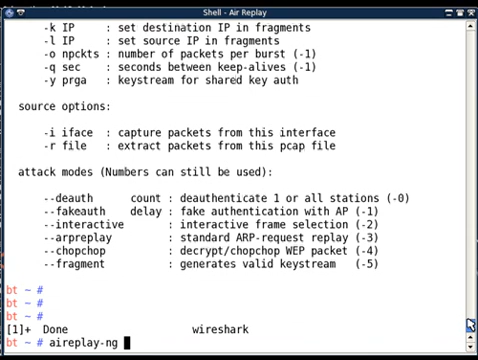 Shell - Air Replay
-k IP : set destination IP in fragments
-l IP : set source IP in fragments
-o npckts : number of packets per burst (-1)
-q sec : seconds between keep-alives (-1)
-y prga : keystream for shared key auth
source options:
-i iface : capture packets from this interface
-r file : extract packets from this pcap file
attack modes (Numbers can still be used):
--deauth count : deauthenticate 1 or all stations (-0)
--fakeauth delay : fake authentication with AP (-1)
--interactive : interactive frame selection (-2)
--arpreplay : standard ARP-request replay (-3)
--chopchop : decrypt/chopchop WEP packet (-4)
--fragment : generates valid keystream (-5)
bt ~ #
bt ~ #
bt ~ #
[1]+ Done wireshark
bt ~ # aireplay-ng